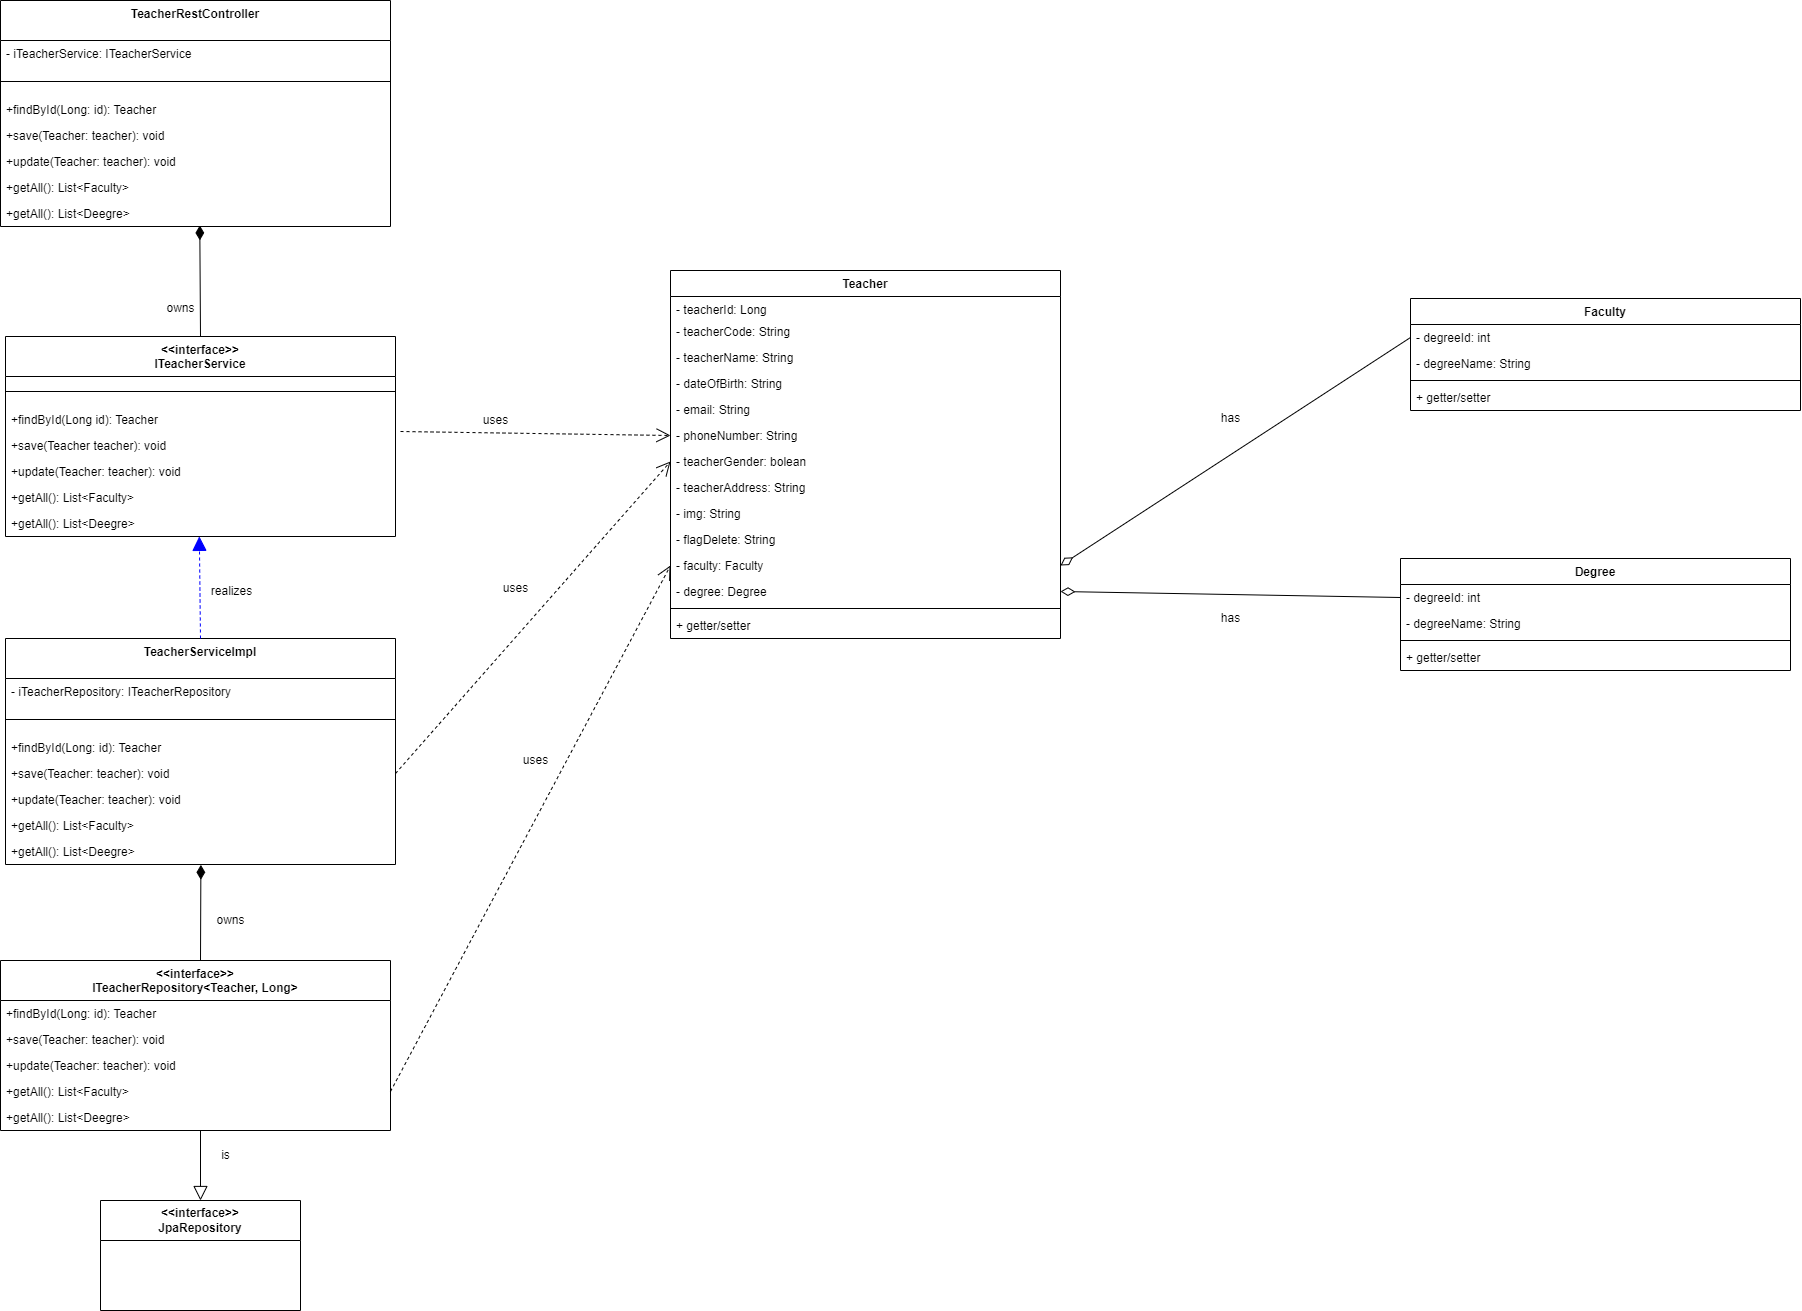 TeacherRestController
- iTeacherService: ITeacherService
+findById(Long: id): Teacher
+save(Teacher: teacher): void
+update(Teacher: teacher): void
+getAll(): List<Faculty>
+getAll(): List<Deegre>
owns
<<interface>>
ITeacherService
+findById(Long id): Teacher
+save(Teacher teacher): void
+update(Teacher: teacher): void
+getAll(): List<Faculty>
+getAll(): List<Deegre>
realizes
TeacherServiceImpl
- iTeacherRepository: ITeacherRepository
+findById(Long: id): Teacher
+save(Teacher: teacher): void
+update(Teacher: teacher): void
+getAll(): List<Faculty>
+getAll(): List<Deegre>
owns
<<interface>>
ITeacherRepository<Teacher, Long>
+findById(Long: id): Teacher
+save(Teacher: teacher): void
+update(Teacher: teacher): void
+getAll(): List<Faculty>
+getAll(): List<Deegre>
is
<<interface>>
JpaRepository
uses
uses
uses
Teacher
- teacherId: Long
- teacherCode: String
- teacherName: String
- dateOfBirth: String
- email: String
- phoneNumber: String
- teacherGender: bolean
- teacherAddress: String
- img: String
- flagDelete: String
- faculty: Faculty
- degree: Degree
+ getter/setter
has
has
Faculty
- degreeId: int
- degreeName: String
+ getter/setter
Degree
- degreeId: int
- degreeName: String
+ getter/setter